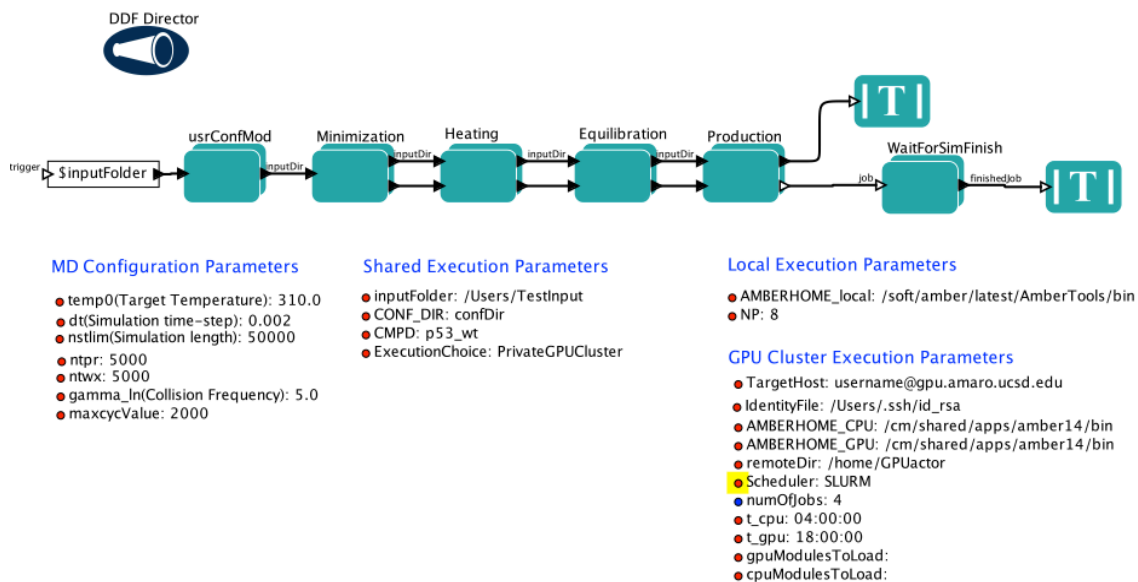 DDF Director
usrConfMod
Minimization
Heating
Equilibration
Production
WaitForSimFinish
trigger
$inputFolder
inputDir
inputDir
inputDir
inputDir
job
finishedJob
T
T
MD Configuration Parameters
temp0(Target Temperature): 310.0
dt(Simulation time-step): 0.002
nstlim(Simulation length): 50000
ntpr: 5000
ntwx: 5000
gamma_ln(Collision Frequency): 5.0
maxcycValue: 2000
Shared Execution Parameters
inputFolder: /Users/TestInput
CONF_DIR: confDir
CMPD: p53_wt
ExecutionChoice: PrivateGPUCluster
Local Execution Parameters
AMBERHOME_local: /soft/amber/latest/AmberTools/bin
NP: 8
GPU Cluster Execution Parameters
TargetHost: username@gpu.amaro.ucsd.edu
IdentityFile: /Users/.ssh/id_rsa
AMBERHOME_CPU: /cm/shared/apps/amber14/bin
AMBERHOME_GPU: /cm/shared/apps/amber14/bin
remoteDir: /home/GPUactor
Scheduler: SLURM
numOfJobs: 4
t_cpu: 04:00:00
t_gpu: 18:00:00
gpuModulesToLoad:
cpuModulesToLoad: